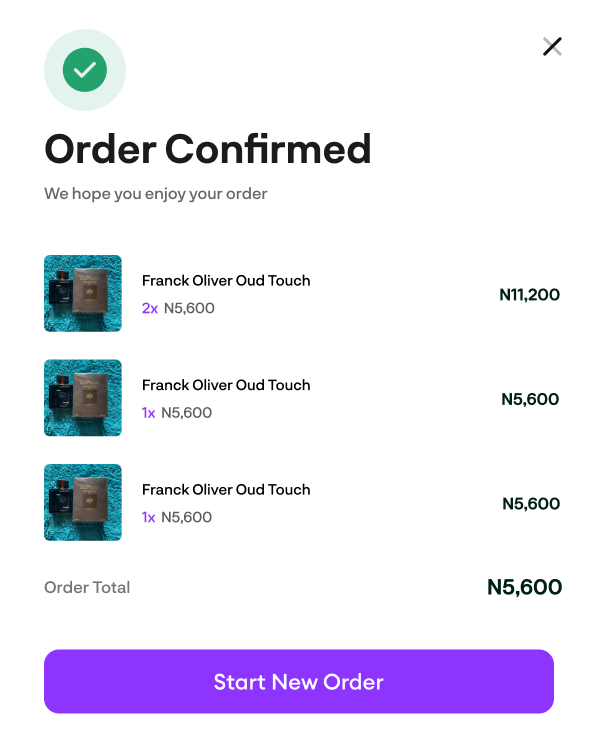 Order Confirmed
We hope you enjoy your order
Franck Oliver Oud Touch
2x N5,600
N11,200
Franck Oliver Oud Touch
1x N5,600
N5,600
Franck Oliver Oud Touch
1x N5,600
N5,600
Order Total
N5,600
Start New Order